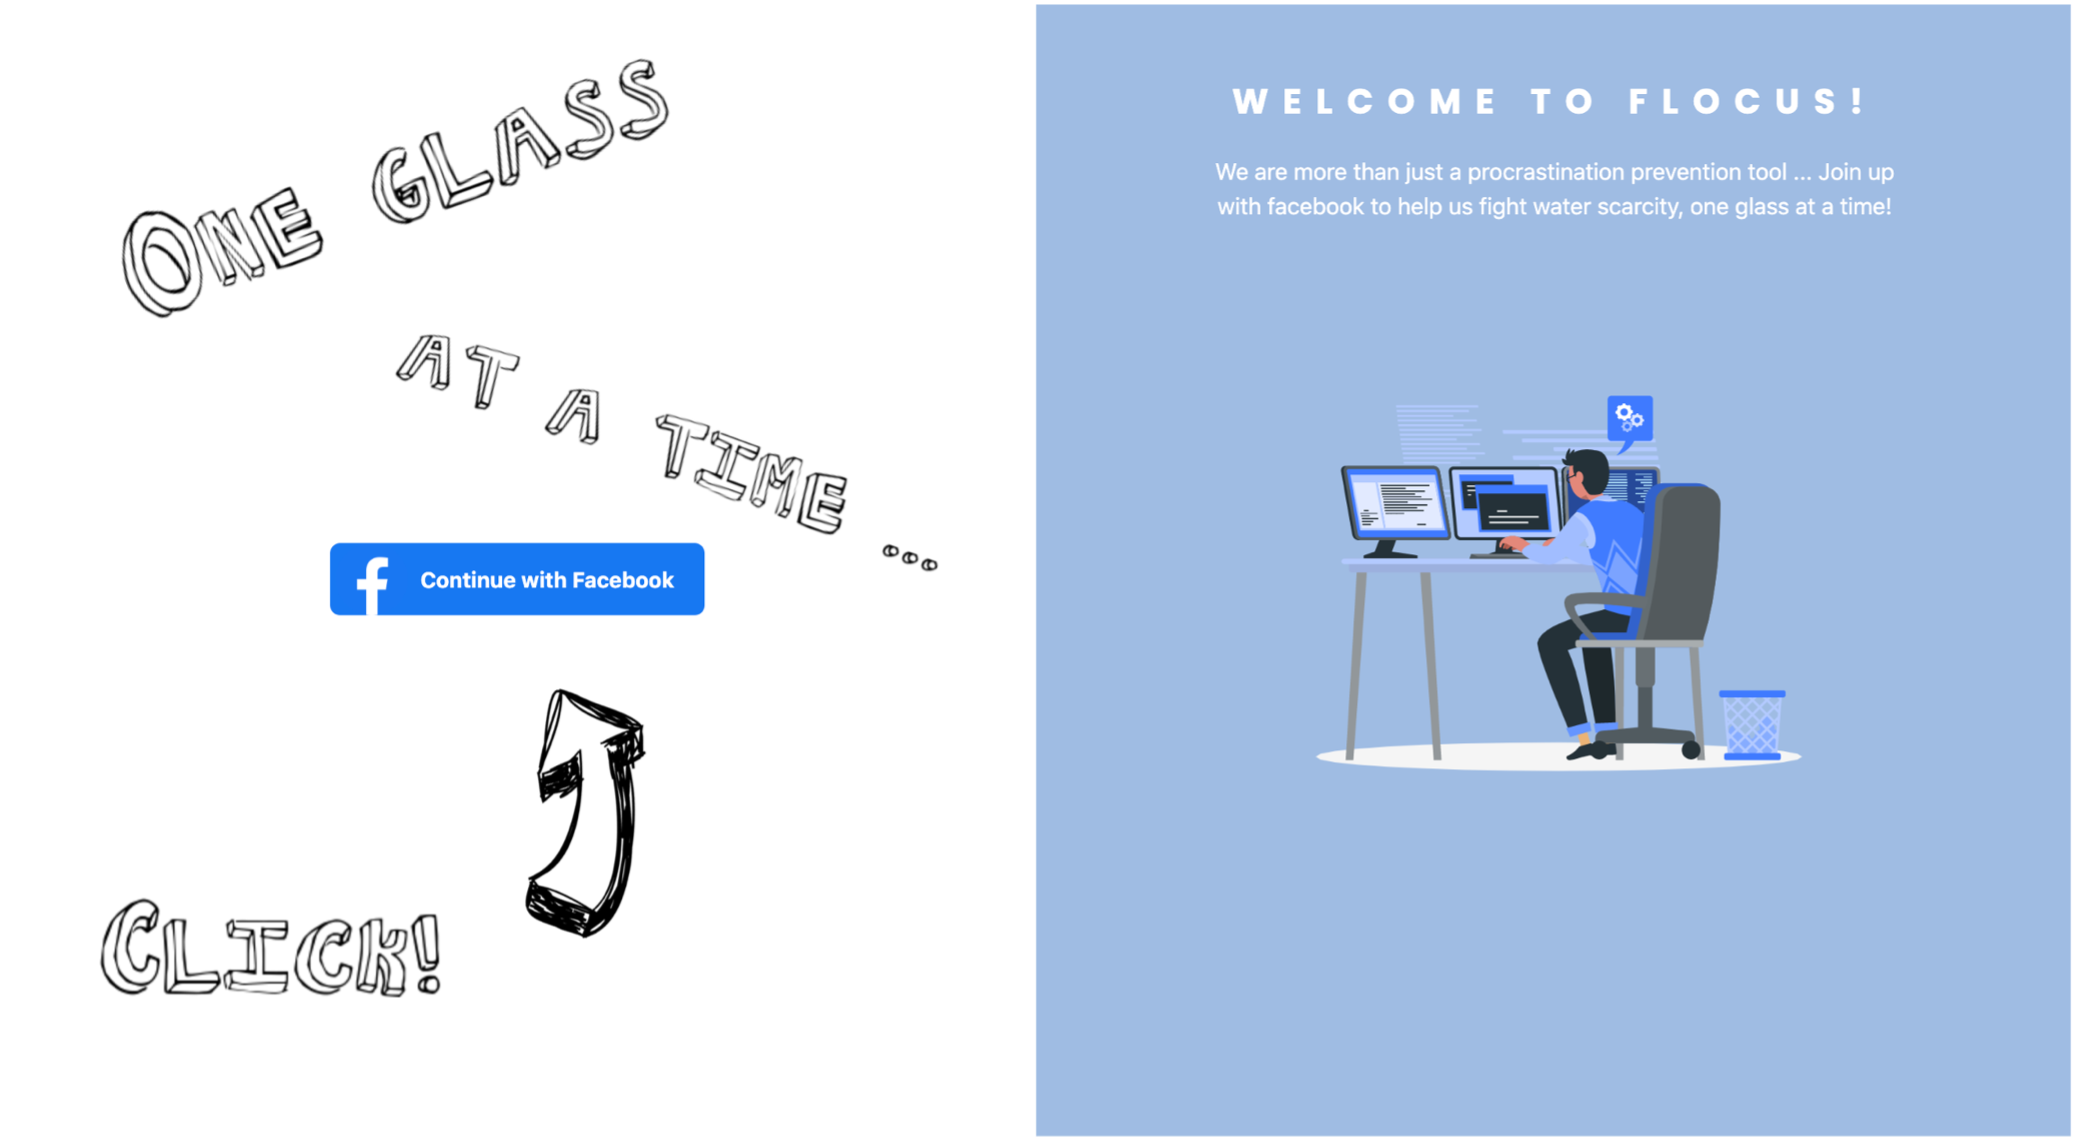 ONE GLASS
AT A TIME ...
Continue with Facebook
CLICK!
WELCOME TO FLOCUS!
We are more than just a procrastination prevention tool ... Join up
with facebook to help us fight water scarcity, one glass at a time!